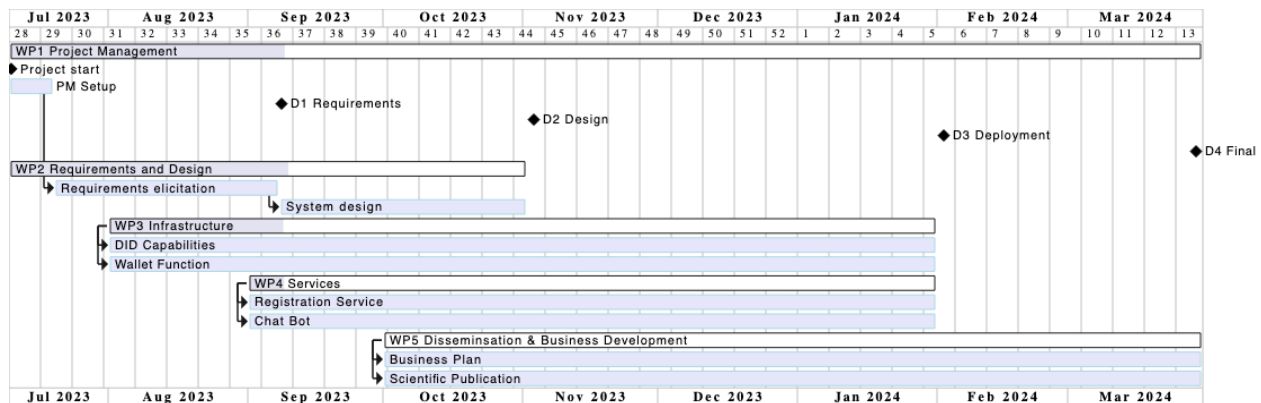 Jul 2023 Aug 2023 Sep 2023 Oct 2023 Nov 2023 Dec 2023 Jan 2024 Feb 2024 Mar 2024
28 29 30 31 32 33 34 35 36 37 38 39 40 41 42 43 44 45 46 47 48 49 50 51 52 1 2 3 4 5 6 7 8 9 10 11 12 13
WP1 Project Management
Project start
PM Setup
D1 Requirements
D2 Design
D3 Deployment
D4 Final
WP2 Requirements and Design
Requirements elicitation
System design
WP3 Infrastructure
DID Capabilities
Wallet Function
WP4 Services
Registration Service
Chat Bot
WP5 Disseminsation & Business Development
Business Plan
Scientific Publication
Jul 2023 Aug 2023 Sep 2023 Oct 2023 Nov 2023 Dec 2023 Jan 2024 Feb 2024 Mar 2024